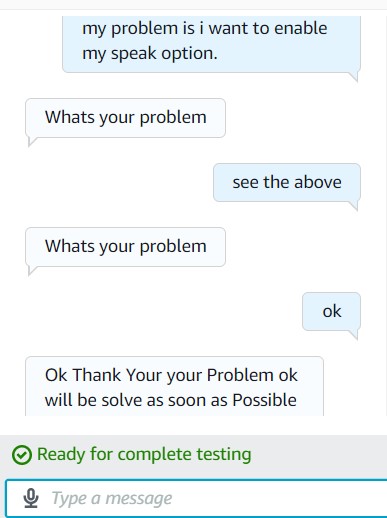 my problem is i want to enable
my speak option.
Whats your problem
see the above
Whats your problem
ok
Ok Thank Your your Problem ok
will be solve as soon as Possible
Ready for complete testing
Type a message